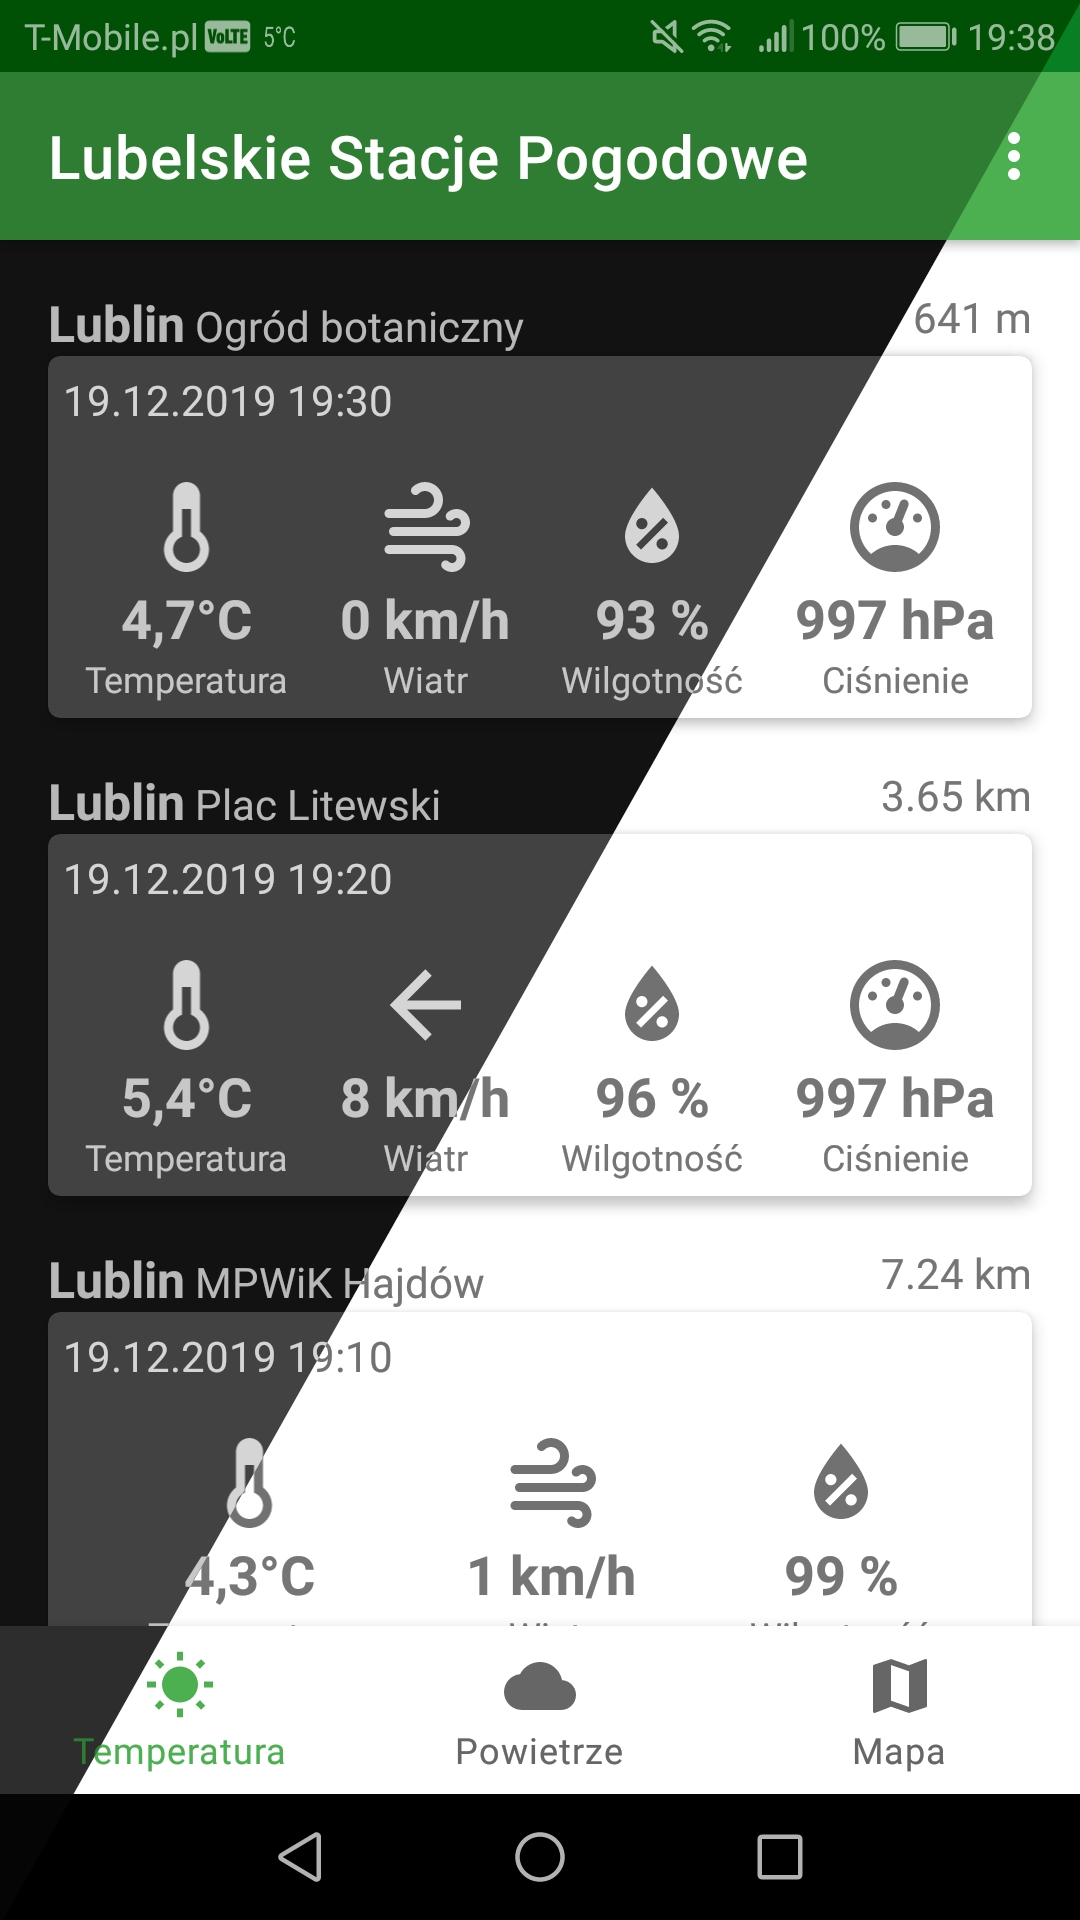 T-Mobile.pl VoLTE 5°C 100% 19:38
Lubelskie Stacje Pogodowe
Lublin Ogród botaniczny 641 m
19.12.2019 19:30
4,7°C 0 km/h 93 % 997 hPa
Temperatura Wiatr Wilgotność Ciśnienie
Lublin Plac Litewski 3.65 km
19.12.2019 19:20
5,4°C 8 km/h 96 % 997 hPa
Temperatura Wiatr Wilgotność Ciśnienie
Lublin MPWiK Hajdów 7.24 km
19.12.2019 19:10
4,3°C 1 km/h 99 %
Temperatura Powietrze Mapa